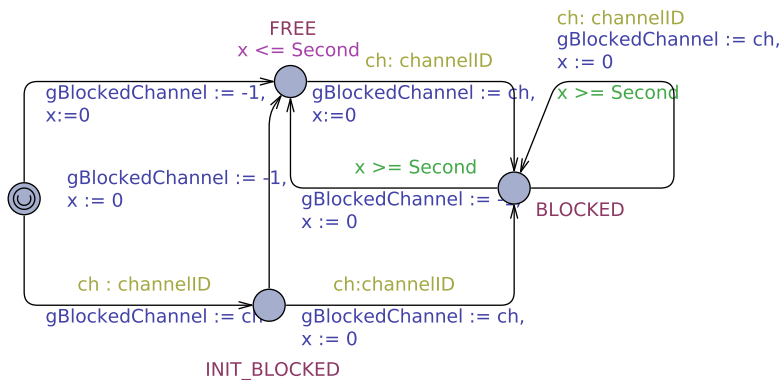 FREE
x <= Second
ch: channelID
gBlockedChannel := -1,
x:=0
gBlockedChannel := ch,
x:=0
ch: channelID
gBlockedChannel := ch,
x := 0
x >= Second
gBlockedChannel := -1,
x := 0
x >= Second
gBlockedChannel := -1,
x := 0
BLOCKED
ch : channelID
gBlockedChannel := ch
INIT_BLOCKED
ch:channelID
gBlockedChannel := ch,
x := 0